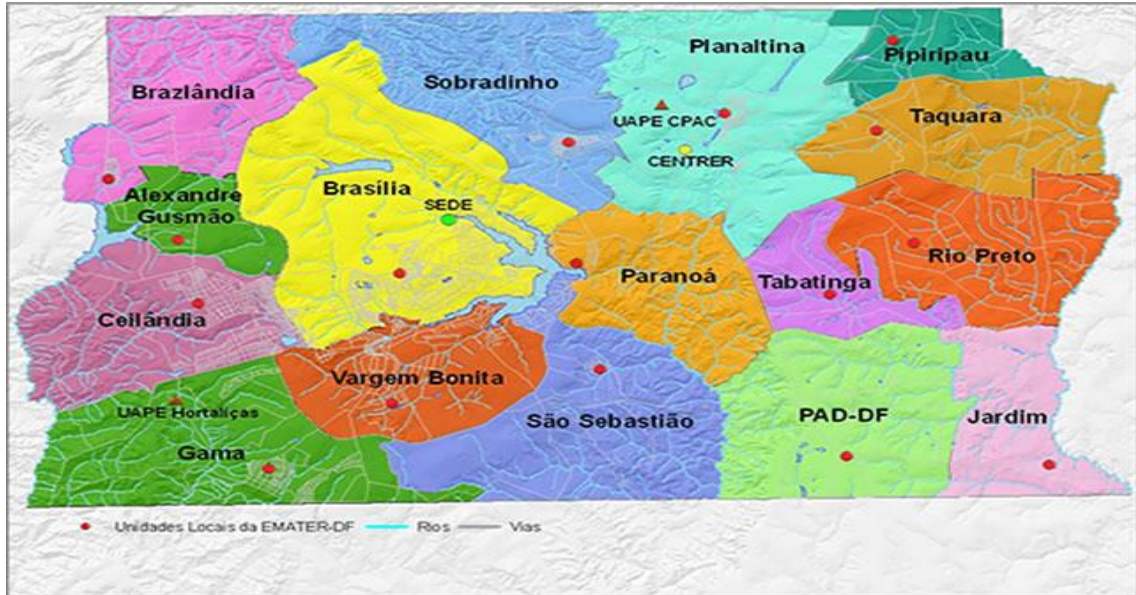 Planaltina
Pipiripau
Sobradinho
Brazlândia
Taquara
UAPE CPAC
CENTRER
Alexandre
Gusmão
Brasília
SEDE
Rio Preto
Paranoá
Tabatinga
Ceilândia
Vargem Bonita
UAPE Hortaliças
São Sebastião
PAD-DF
Jardim
Gama
Unidades Locais da EMATER-DF
Rios
Vias